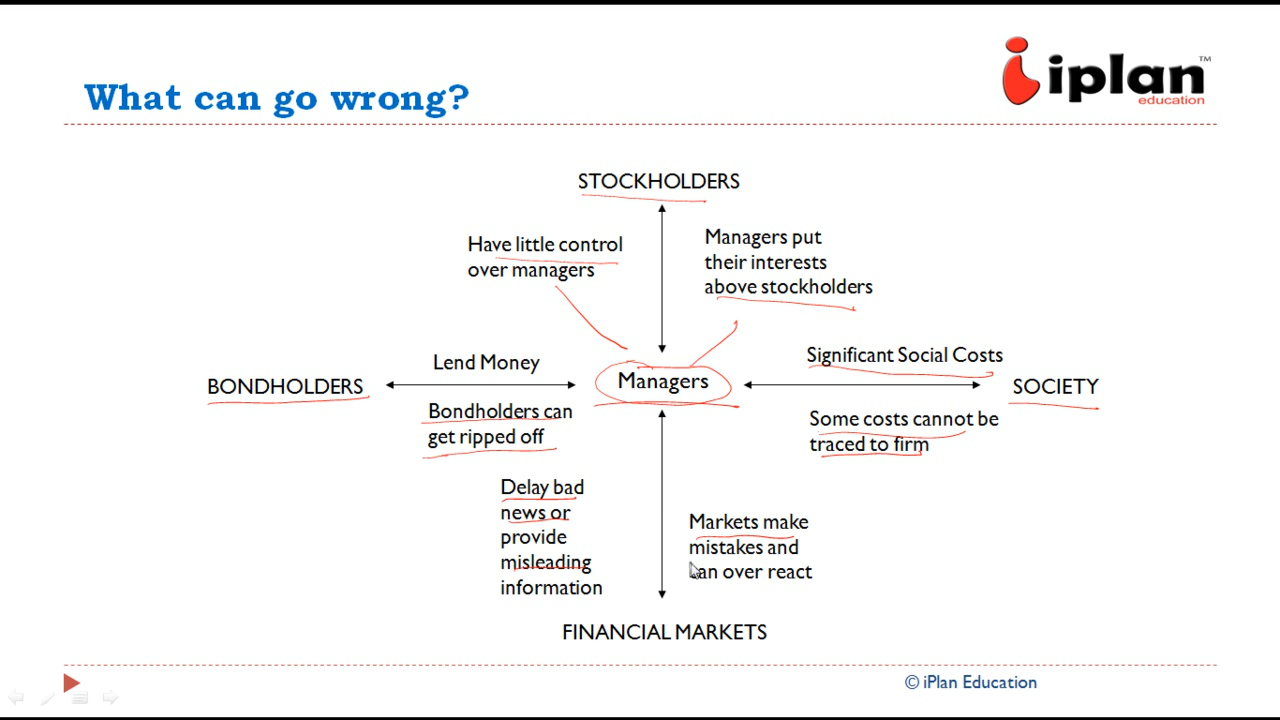 What can go wrong?
iplan
TM
education
STOCKHOLDERS
Have little control
over managers
Managers put
their interests
above stockholders
Lend Money
BONDHOLDERS
Bondholders can
get ripped off
Managers
Significant Social Costs
SOCIETY
Some costs cannot be
traced to firm
Delay bad
news or
provide
misleading
information
Markets make
mistakes and
can over react
FINANCIAL MARKETS
© iPlan Education